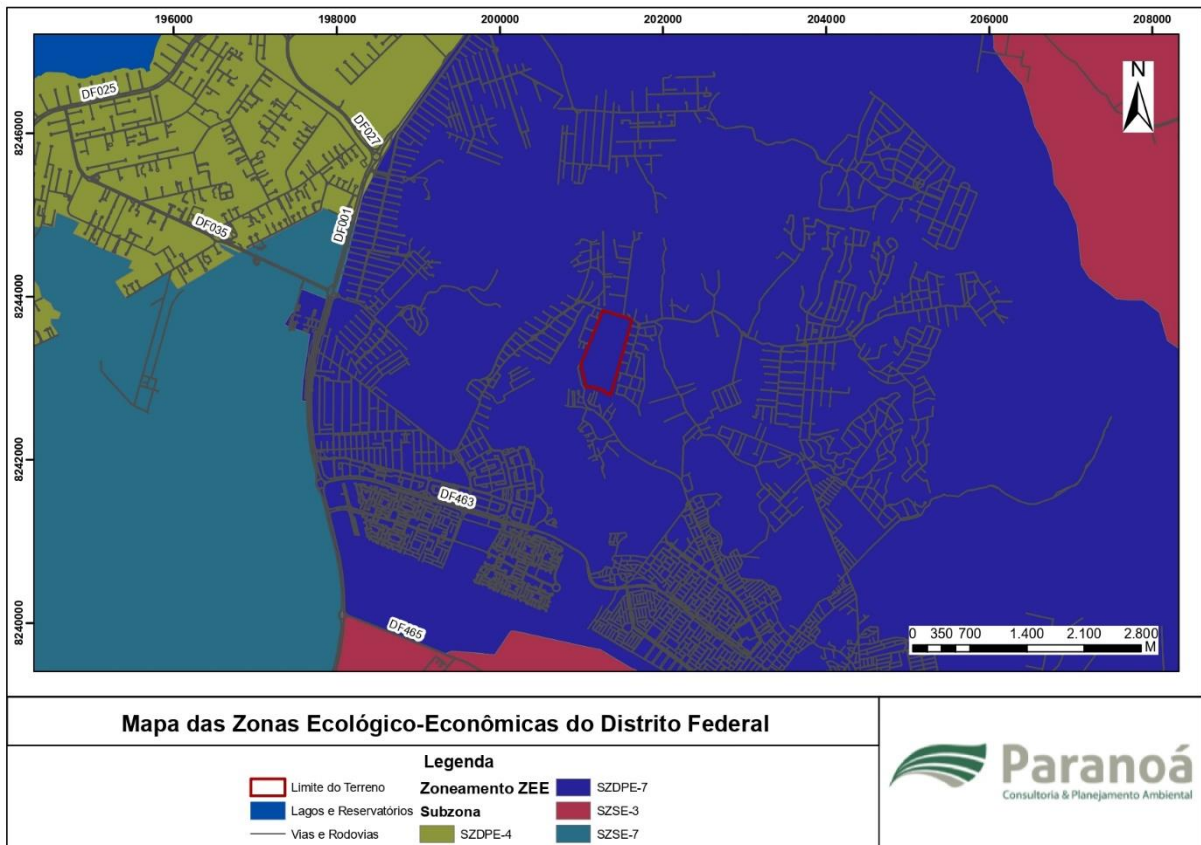 196000 198000 200000 202000 204000 206000 208000
8246000
8244000
8242000
8240000
N
DF025
DF027
DF001
DF035
DF463
DF465
0 350 700 1.400 2.100 2.800
M
Mapa das Zonas Ecológico-Econômicas do Distrito Federal
Legenda
Limite do Terreno
Lagos e Reservatórios
Vias e Rodovias
Zoneamento ZEE
Subzona
SZDPE-4
SZDPE-7
SZSE-3
SZSE-7
Paranoá
Consultoria & Planejamento Ambiental